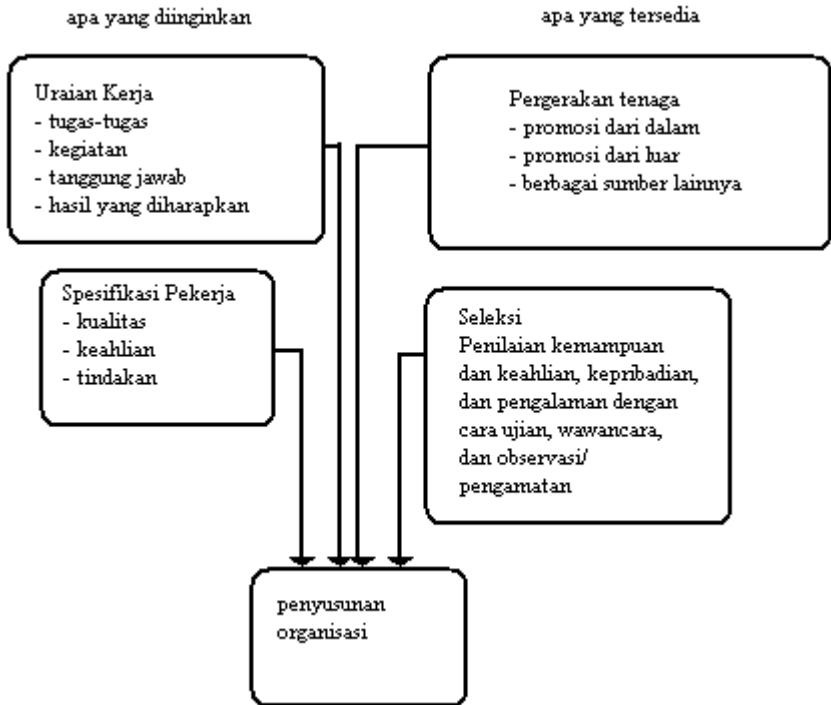 apa yang diinginkan
apa yang tersedia
Uraian Kerja
- tugas-tugas
- kegiatan
- tanggung jawab
- hasil yang diharapkan
Pergerakan tenaga
- promosi dari dalam
- promosi dari luar
- berbagai sumber lainnya
Spesifikasi Pekerja
- kualitas
- keahlian
- tindakan
Seleksi
Penilaian kemampuan
dan keahlian, kepribadian,
dan pengalaman dengan
cara ujian, wawancara,
dan observasi/
pengamatan
penyusunan
organisasi